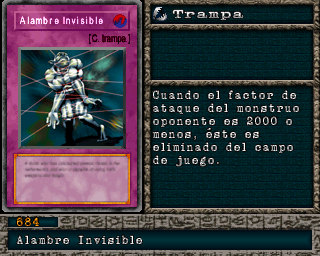 Alambre Invisible
[C. trampa ]
Trampa
Cuando el factor de
ataque del monstruo
oponente es 2000 o
menos, óste es
eliminado del campo
de juego.
684
Alambre Invisible